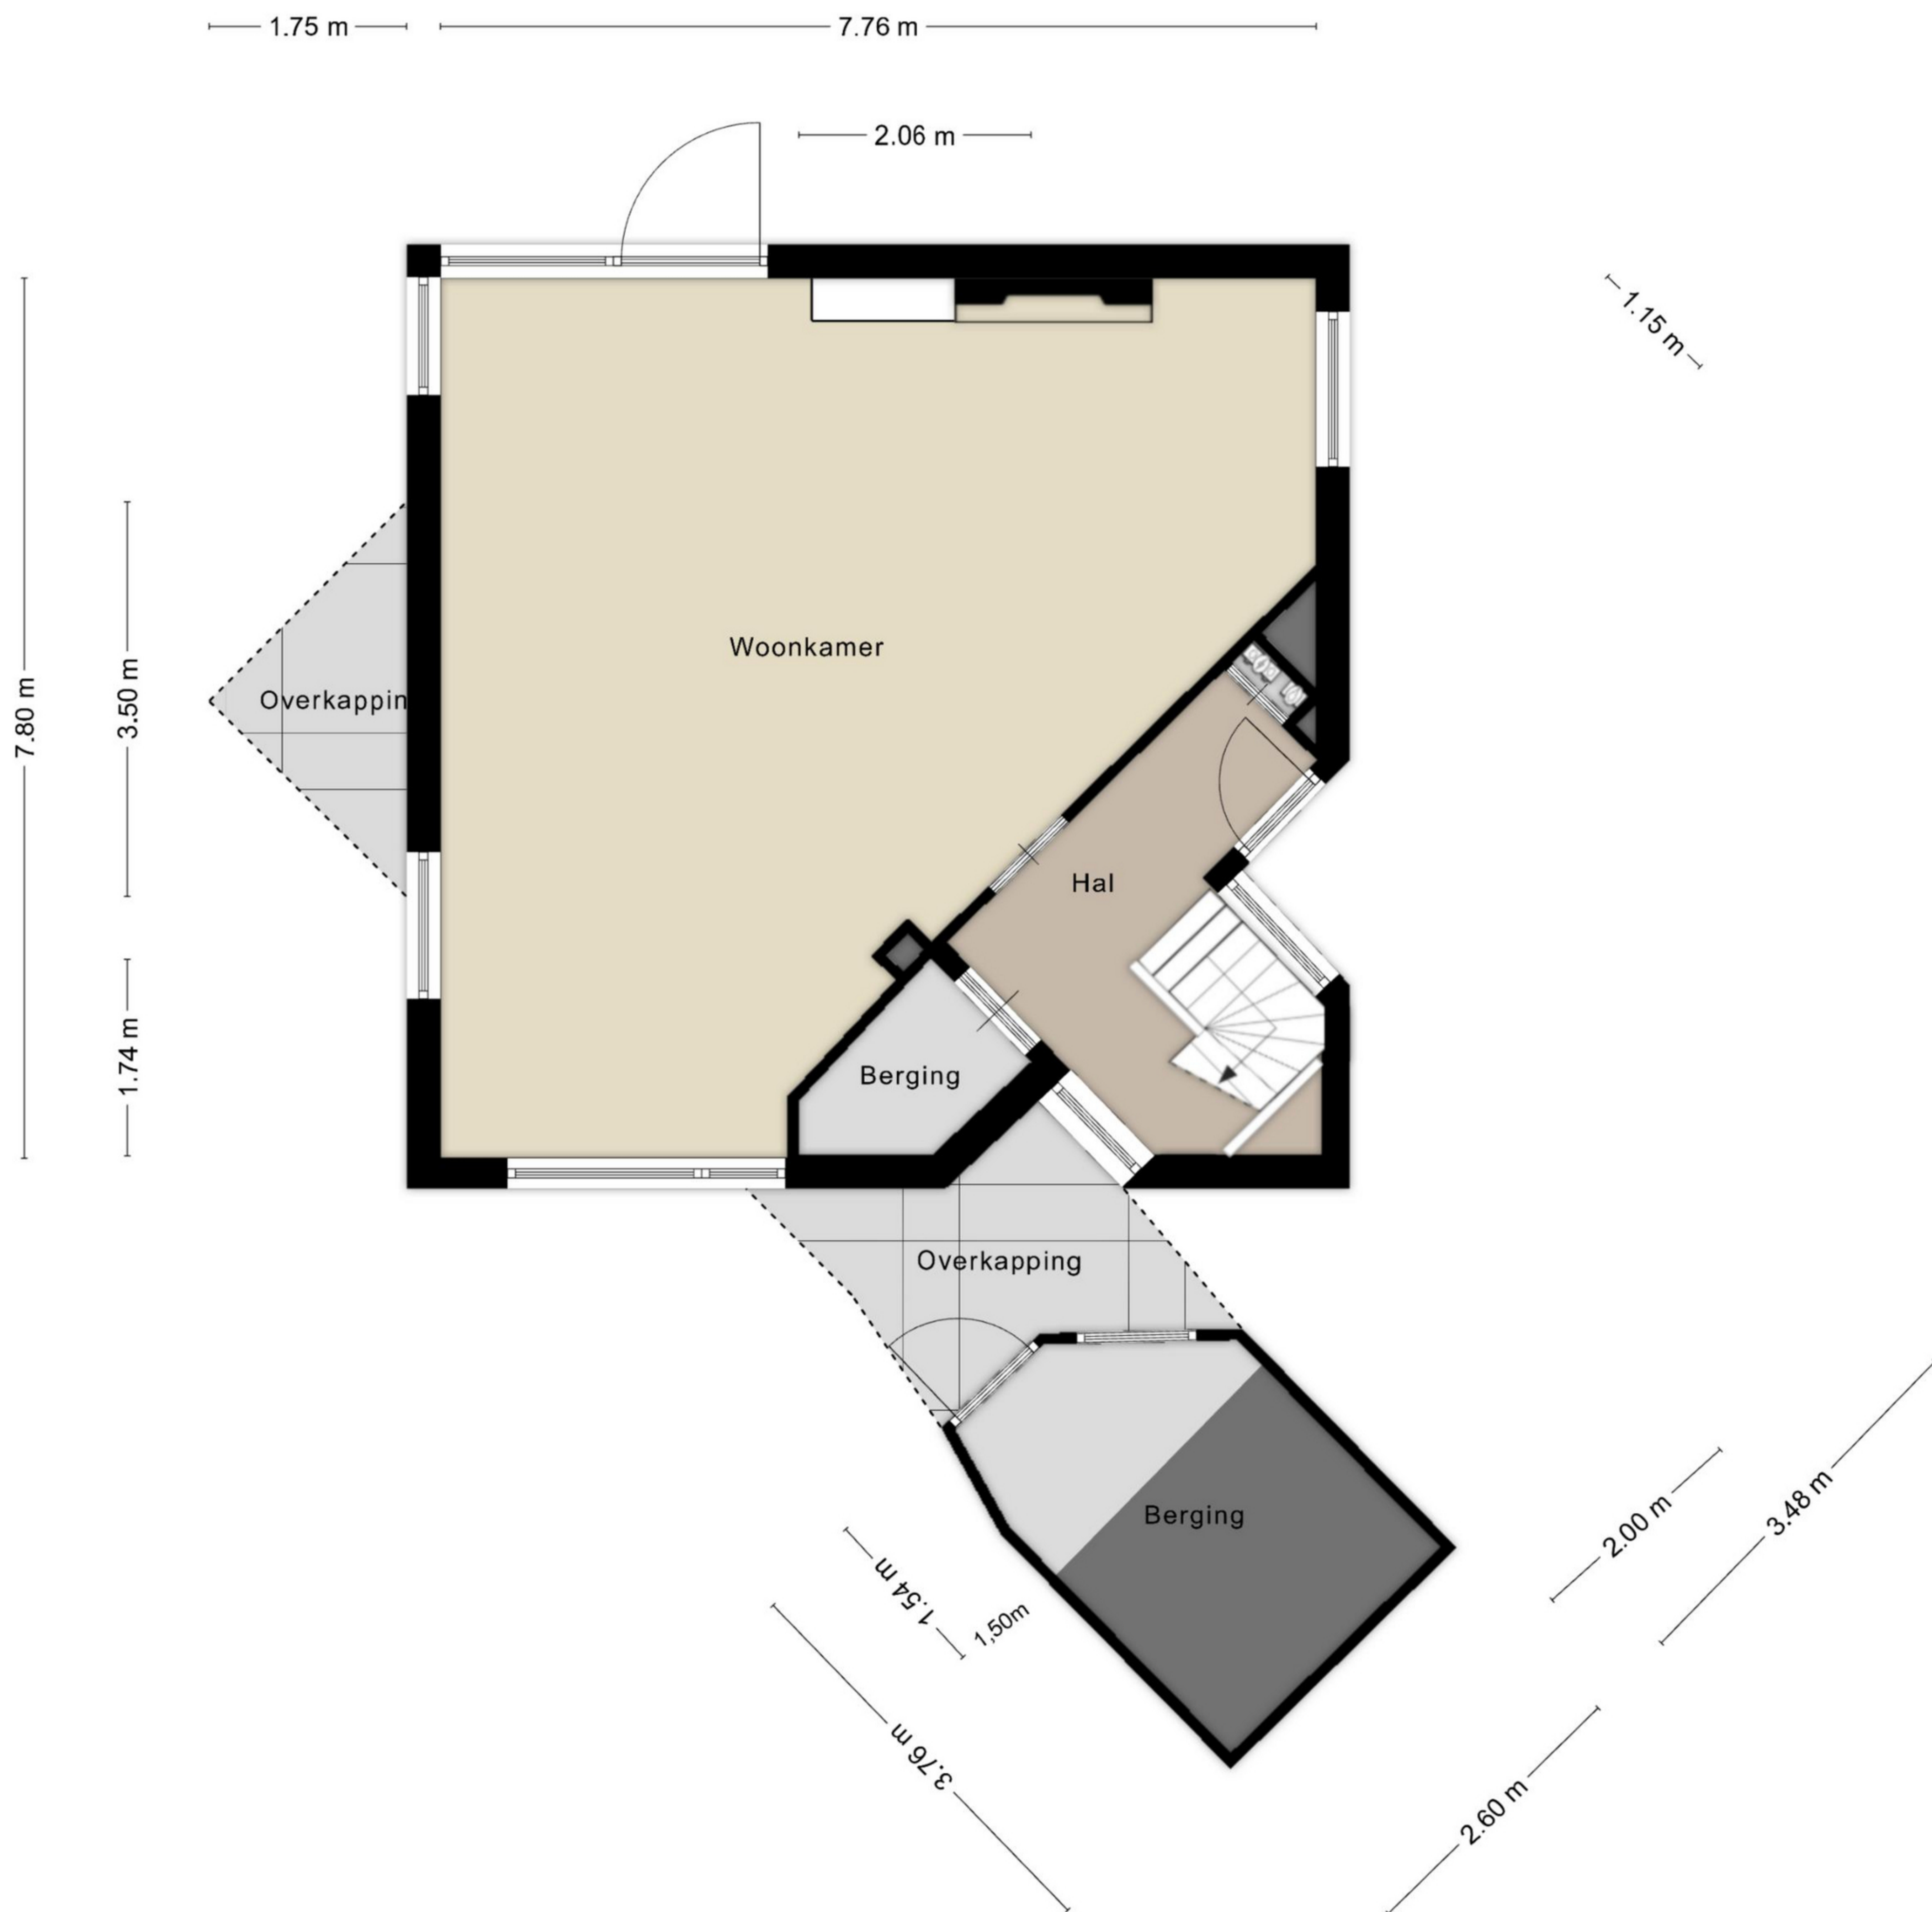 1.75 m
7.76 m
2.06 m
1.15 m
Woonkamer
7.80 m
3.50 m
Overkappin
Hal
1.74 m
Berging
Overkapping
Berging
2.00 m
3.48 m
1.54 m
1,50m
3.76 m
2.60 m